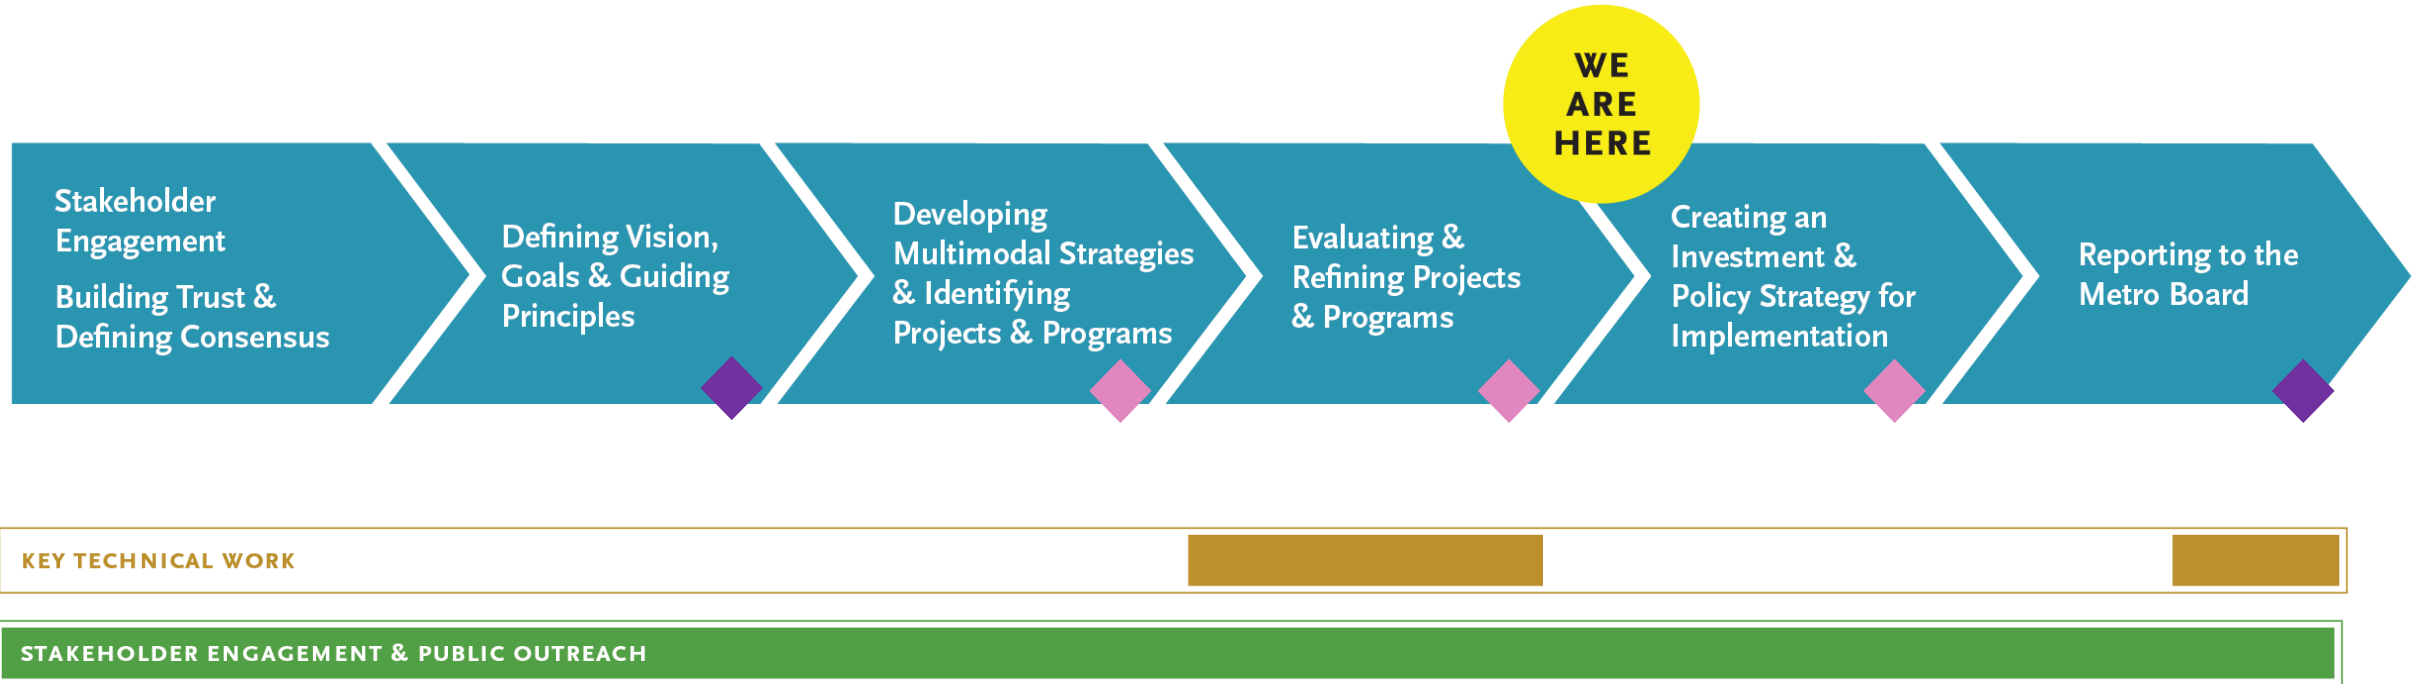 WE
ARE
HERE
Stakeholder
Engagement
Building Trust &
Defining Consensus
Defining Vision,
Goals & Guiding
Principles
Developing
Multimodal Strategies
& Identifying
Projects & Programs
Evaluating &
Refining Projects
& Programs
Creating an
Investment &
Policy Strategy for
Implementation
Reporting to the
Metro Board
KEY TECHNICAL WORK
STAKEHOLDER ENGAGEMENT & PUBLIC OUTREACH